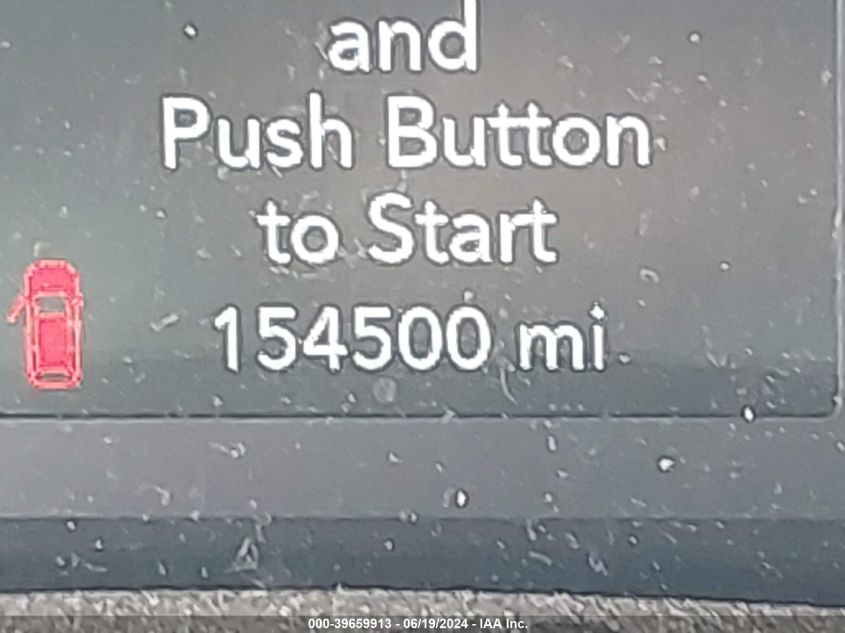 and
Push Button
to Start
154500 mi
000-39659913 - 06/19/2024 - IAA Inc.